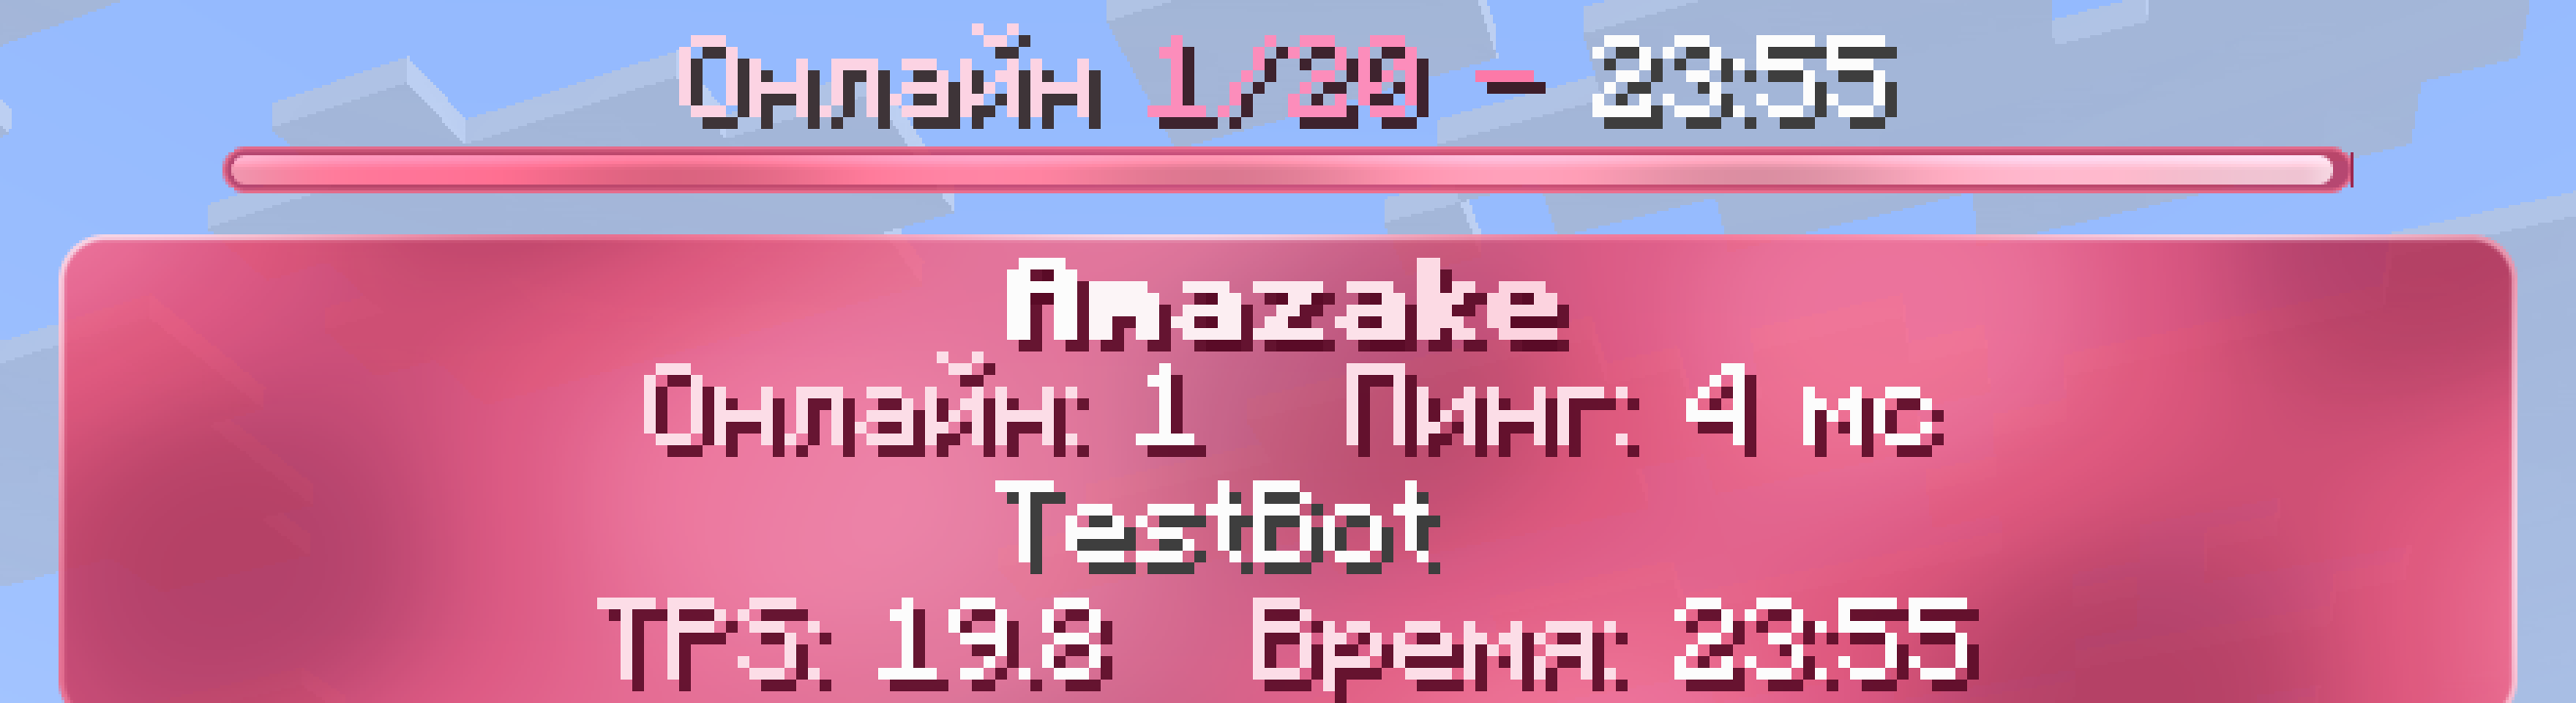 Онлайн 1/20 — 23:55
Amazake
Онлайн: 1 Пинг: 4 мс
TestBot
TPS: 19.8 Время: 23:55